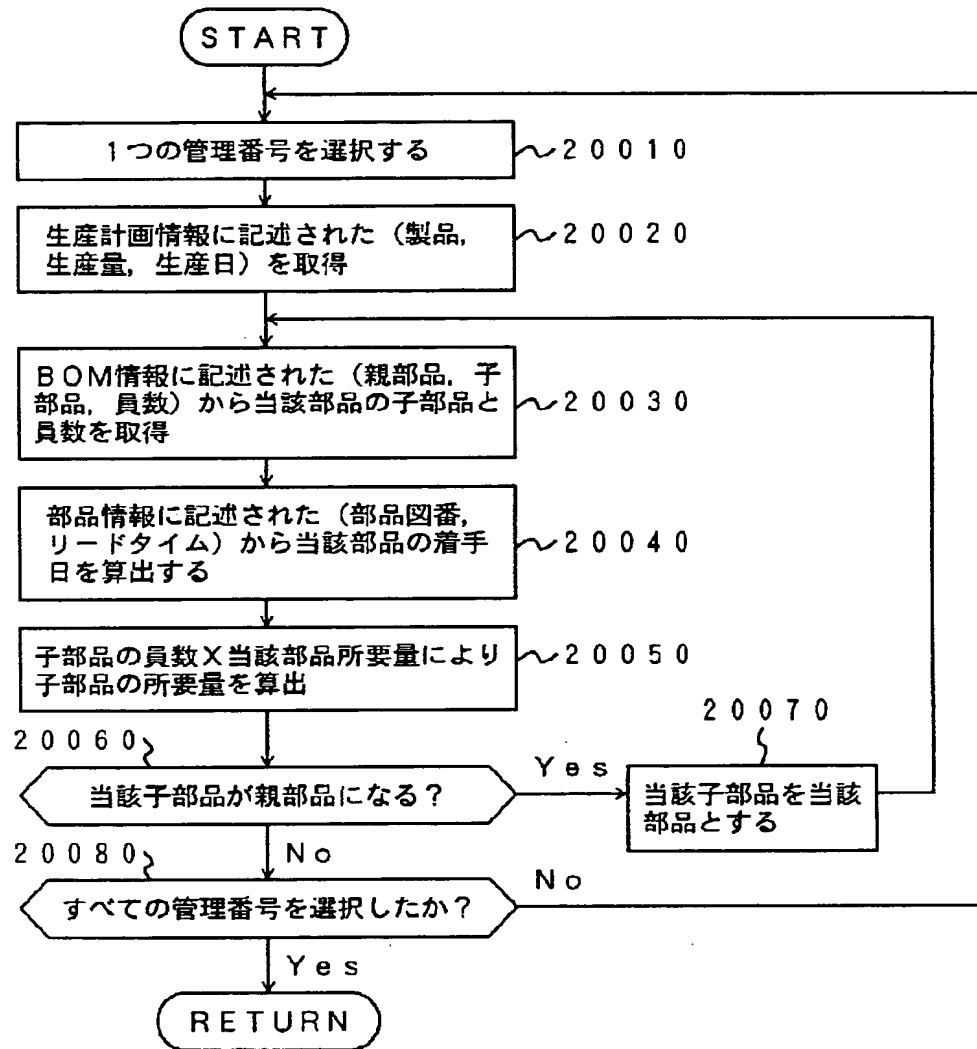 START
1つの管理番号を選択する
20010
生産計画情報に記述された（製品,
生産量，生産日）を取得
20020
BOM情報に記述された（親部品，子
部品，員数）から当該部品の子部品と
員数を取得
20030
部品情報に記述された（部品図番,
リードタイム）から当該部品の着手
日を算出する
20040
子部品の員数X当該部品所要量により
子部品の所要量を算出
20050
20060
当該子部品が親部品になる？
Yes
20070
当該子部品を当該
部品とする
No
20080
すべての管理番号を選択したか？
No
Yes
RETURN